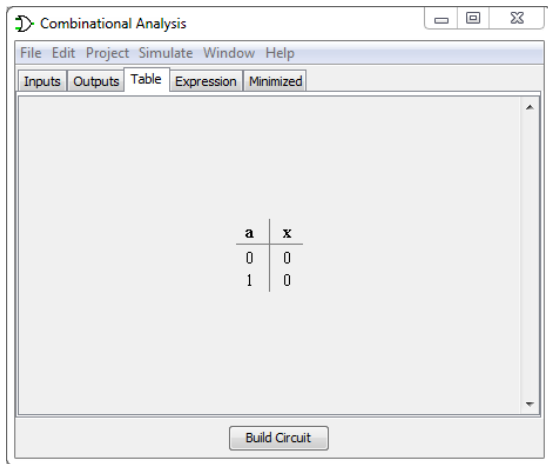 Combinational Analysis
File Edit Project Simulate Window Help
Inputs Outputs Table Expression Minimized
a x
0 0
1 0
Build Circuit